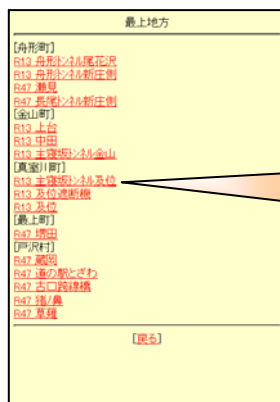 最上地方
[舟形町]
R13 舟形トンネル尾花沢
R13 舟形トンネル新庄側
R47 瀬見
R47 長尾トンネル新庄側
[金山町]
R13 上台
R13 中田
R13 主寝坂トンネル金山
[真室川町]
R13 主寝坂トンネル及位
R13 及位遮断機
R13 及位
[最上町]
R47 堺田
[戸沢村]
R47 蔵岡
R47 道の駅とざわ
R47 古口跨線橋
R47 猪ノ鼻
R47 草薙
[戻る]